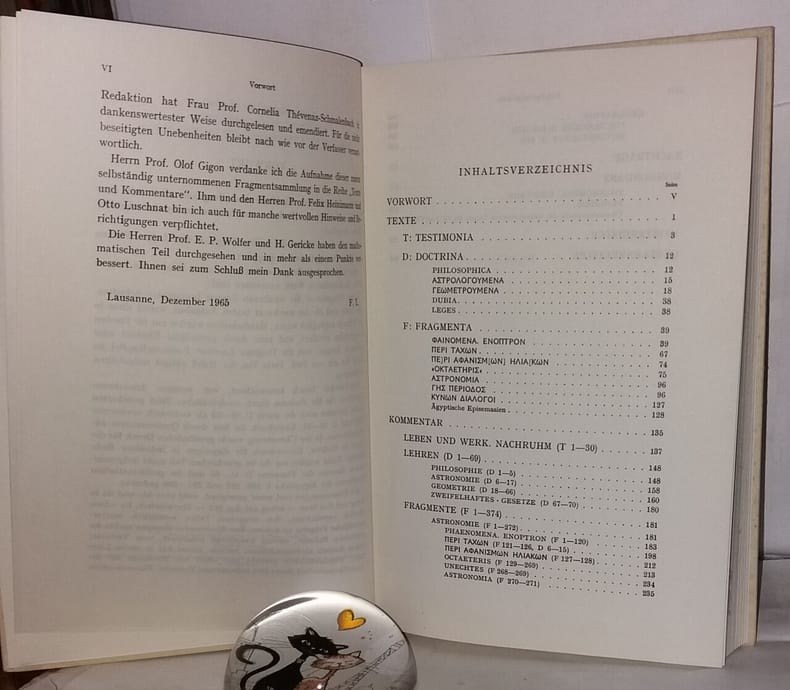 VI
Vorwort
Redaktion hat Frau Prof. Cornelia Thévenaz-Schmalenbach in
dankenswertester Weise durchgelesen und emendiert. Für die nicht
beseitigten Unebenheiten bleibt nach wie vor der Verfasser verant-
wortlich.
Herrn Prof. Olof Gigon verdanke ich die Aufnahme dieser
selbständig unternommenen Fragmentsammlung in die Reihe „Texte
und Kommentare“. Ihm und den Herren Prof. Felix Heinimann und
Otto Luschnat bin ich auch für manche wertvollen Hinweise und Be-
richtigungen verpflichtet.
Die Herren Prof. E. P. Wolfer und H. Gericke haben den mathe-
matischen Teil durchgesehen und in mehr als einem Punkte ver-
bessert. Ihnen sei zum Schluß mein Dank ausgesprochen.
Lausanne, Dezember 1965 F. L.
INHALTSVERZEICHNIS
Seite
VORWORT V
TEXTE 1
T: TESTIMONIA 3
D: DOCTRINA 12
PHILOSOPHICA 12
ΑΣΤΡΟΛΟΓΟΥΜΕΝΑ 15
ΓΕΩΜΕΤΡΟΥΜΕΝΑ 18
DUBIA 38
LEGES 38
F: FRAGMENTA 39
ΦΑΙΝΟΜΕΝΑ. ΕΝΟΠΤΡΟΝ 39
ΠΕΡΙ ΤΑΧΩΝ 67
ΠΕ]ΡΙ ΑΦΑΝΙΣΜ[ΩΝ] ΗΛΙΑ[ΚΩΝ 74
«ΟΚΤΑΕΤΗΡΙΣ» 75
ΑΣΤΡΟΝΟΜΙΑ 96
ΓΗΣ ΠΕΡΙΟΔΟΣ 96
ΚΥΝΩΝ ΔΙΑΛΟΓΟΙ 127
Ägyptische Episemasien 128
KOMMENTAR 135
LEBEN UND WERK. NACHRUHM (T 1—30) 137
LEHREN (D 1—69) 148
PHILOSOPHIE (D 1—5) 148
ASTRONOMIE (D 6—17) 158
GEOMETRIE (D 18—66) 160
ZWEIFELHAFTES - GESETZE (D 67—70) 180
FRAGMENTE (F 1—374) 181
ASTRONOMIE (F 1—272) 181
PHAENOMENA. ENOPTRON (F 1—120) 183
ΠΕΡΙ ΤΑΧΩΝ (F 121—126, D 6—15) 198
ΠΕΡΙ ΑΦΑΝΙΣΜΩΝ ΗΛΙΑΚΩΝ (F 127—128) 212
OCTAETERIS (F 129—269) 213
UNECHTES (F 268—269) 234
ASTRONOMIA (F 270—271) 235